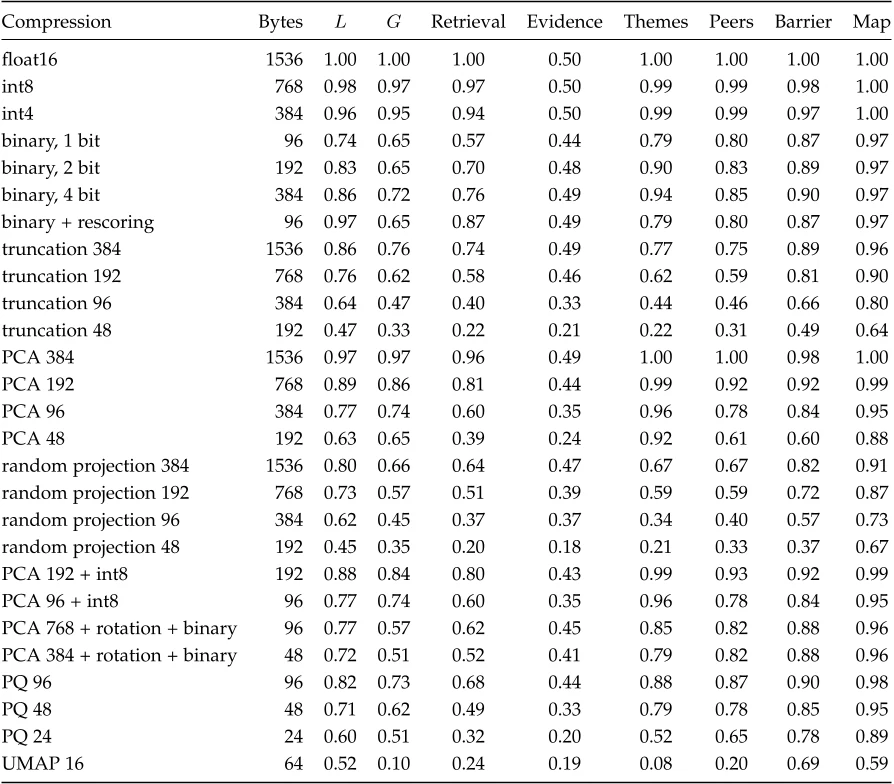 Compression Bytes L G Retrieval Evidence Themes Peers Barrier Map
float16 1536 1.00 1.00 1.00 0.50 1.00 1.00 1.00 1.00
int8 768 0.98 0.97 0.97 0.50 0.99 0.99 0.98 1.00
int4 384 0.96 0.95 0.94 0.50 0.99 0.99 0.97 1.00
binary, 1 bit 96 0.74 0.65 0.57 0.44 0.79 0.80 0.87 0.97
binary, 2 bit 192 0.83 0.65 0.70 0.48 0.90 0.83 0.89 0.97
binary, 4 bit 384 0.86 0.72 0.76 0.49 0.94 0.85 0.90 0.97
binary + rescoring 96 0.97 0.65 0.87 0.49 0.79 0.80 0.87 0.97
truncation 384 1536 0.86 0.76 0.74 0.49 0.77 0.75 0.89 0.96
truncation 192 768 0.76 0.62 0.58 0.46 0.62 0.59 0.81 0.90
truncation 96 384 0.64 0.47 0.40 0.33 0.44 0.46 0.66 0.80
truncation 48 192 0.47 0.33 0.22 0.21 0.22 0.31 0.49 0.64
PCA 384 1536 0.97 0.97 0.96 0.49 1.00 1.00 0.98 1.00
PCA 192 768 0.89 0.86 0.81 0.44 0.99 0.92 0.92 0.99
PCA 96 384 0.77 0.74 0.60 0.35 0.96 0.78 0.84 0.95
PCA 48 192 0.63 0.65 0.39 0.24 0.92 0.61 0.60 0.88
random projection 384 1536 0.80 0.66 0.64 0.47 0.67 0.67 0.82 0.91
random projection 192 768 0.73 0.57 0.51 0.39 0.59 0.59 0.72 0.87
random projection 96 384 0.62 0.45 0.37 0.37 0.34 0.40 0.57 0.73
random projection 48 192 0.45 0.35 0.20 0.18 0.21 0.33 0.37 0.67
PCA 192 + int8 192 0.88 0.84 0.80 0.43 0.99 0.93 0.92 0.99
PCA 96 + int8 96 0.77 0.74 0.60 0.35 0.96 0.78 0.84 0.95
PCA 768 + rotation + binary 96 0.77 0.57 0.62 0.45 0.85 0.82 0.88 0.96
PCA 384 + rotation + binary 48 0.72 0.51 0.52 0.41 0.79 0.82 0.88 0.96
PQ 96 96 0.82 0.73 0.68 0.44 0.88 0.87 0.90 0.98
PQ 48 48 0.71 0.62 0.49 0.33 0.79 0.78 0.85 0.95
PQ 24 24 0.60 0.51 0.32 0.20 0.52 0.65 0.78 0.89
UMAP 16 64 0.52 0.10 0.24 0.19 0.08 0.20 0.69 0.59